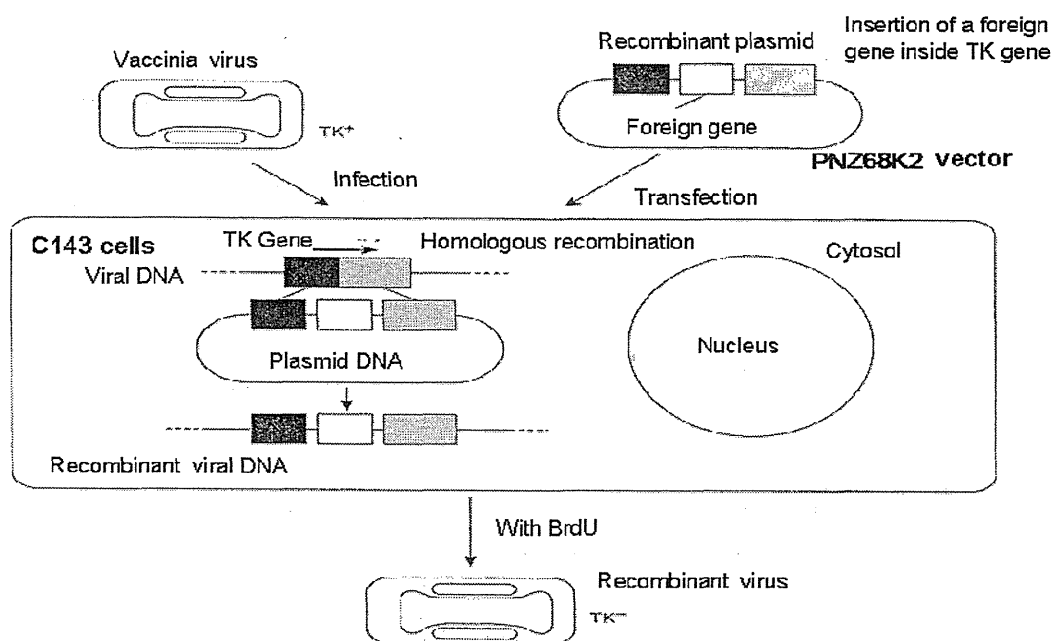 Insertion of a foreign
gene inside TK gene
Recombinant plasmid
Vaccinia virus
TK+
Foreign gene
PNZ68K2 vector
Infection
Transfection
C143 cells
TK Gene
Homologous recombination
Cytosol
Viral DNA
Nucleus
Plasmid DNA
Recombinant viral DNA
With BrdU
Recombinant virus
TK−